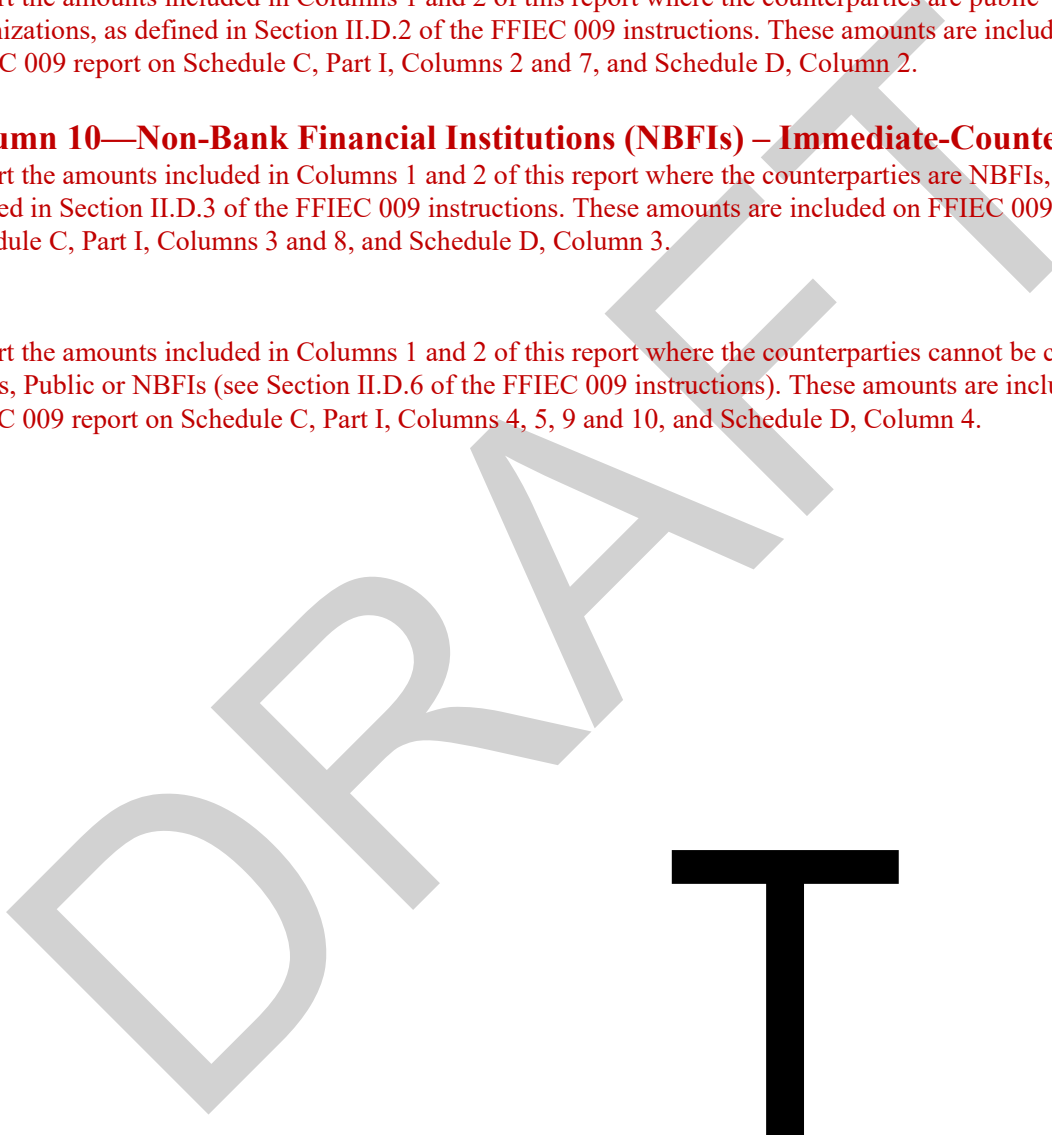 rt the amounts included in Columns 1 and 2 of this report where the counterparties are public
nizations, as defined in Section II.D.2 of the FFIEC 009 instructions. These amounts are includ
C 009 report on Schedule C, Part I, Columns 2 and 7, and Schedule D, Column 2.
umn 10—Non-Bank Financial Institutions (NBFIs) – Immediate-Counte
rt the amounts included in Columns 1 and 2 of this report where the counterparties are NBFIs,
ed in Section II.D.3 of the FFIEC 009 instructions. These amounts are included on FFIEC 009
dule C, Part I, Columns 3 and 8, and Schedule D, Column 3.
rt the amounts included in Columns 1 and 2 of this report where the counterparties cannot be c
s, Public or NBFIs (see Section II.D.6 of the FFIEC 009 instructions). These amounts are inclu
C 009 report on Schedule C, Part I, Columns 4, 5, 9 and 10, and Schedule D, Column 4.
DRAFT
T